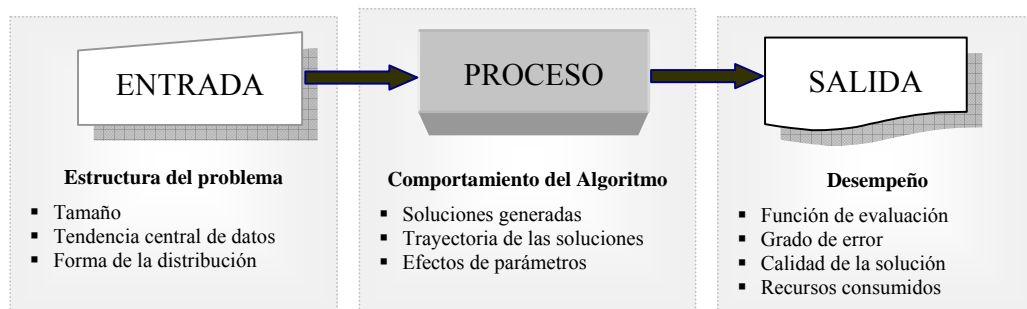 ENTRADA
Estructura del problema
▪ Tamaño
▪ Tendencia central de datos
▪ Forma de la distribución
PROCESO
Comportamiento del Algoritmo
▪ Soluciones generadas
▪ Trayectoria de las soluciones
▪ Efectos de parámetros
SALIDA
Desempeño
▪ Función de evaluación
▪ Grado de error
▪ Calidad de la solución
▪ Recursos consumidos